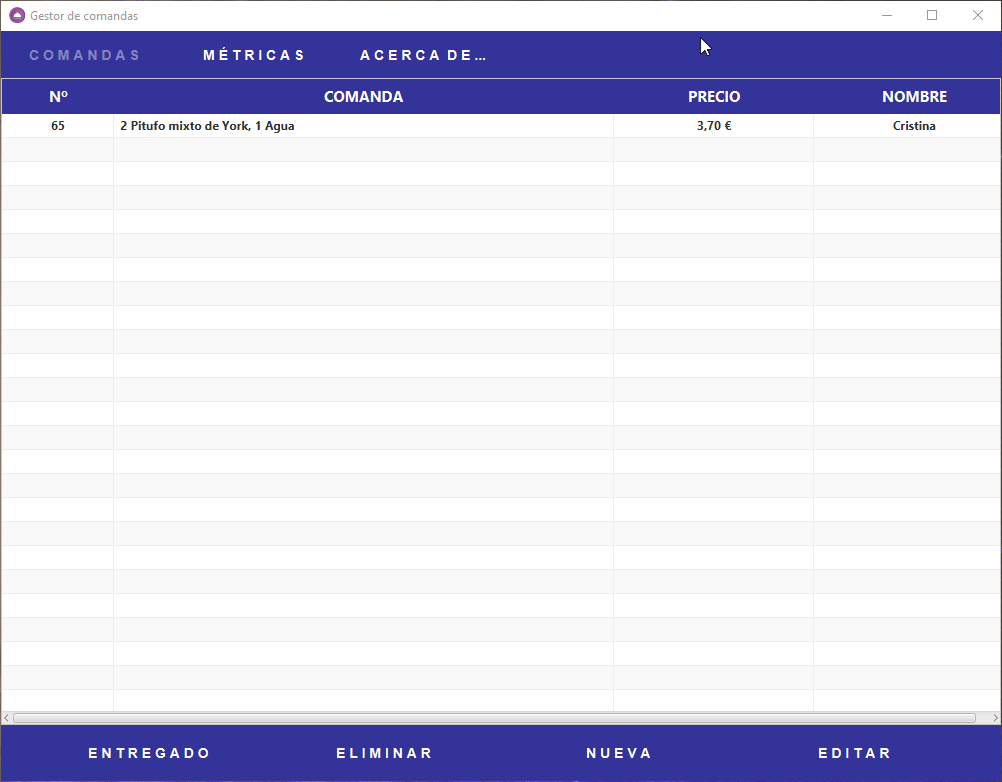 Gestor de comandas
COMANDAS MÉTRICAS ACERCA DE...
Nº COMANDA PRECIO NOMBRE
65 2 Pitufo mixto de York, 1 Agua 3,70 € Cristina
ENTREGADO ELIMINAR NUEVA EDITAR